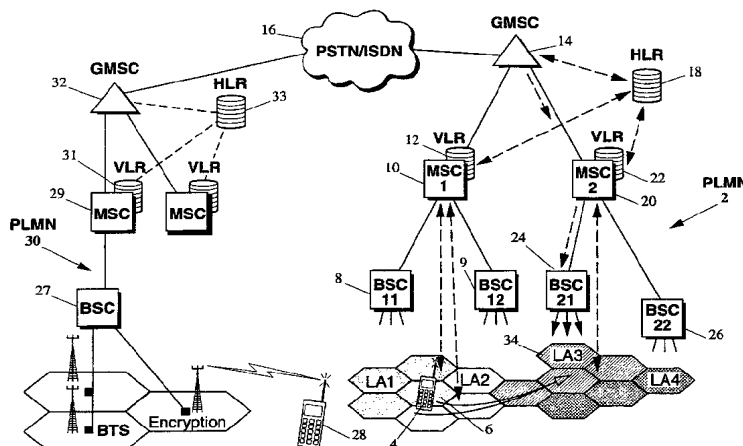 16
PSTN/ISDN
GMSC
14
GMSC
32
HLR
33
HLR
18
31
VLR
VLR
29
MSC
MSC
12
VLR
10
MSC
1
VLR
MSC
2
22
20
PLMN
2
PLMN
30
27
BSC
8
BSC
11
9
BSC
12
24
BSC
21
BSC
22
26
34
LA3
LA1
LA2
LA4
BTS
Encryption
28
4
6